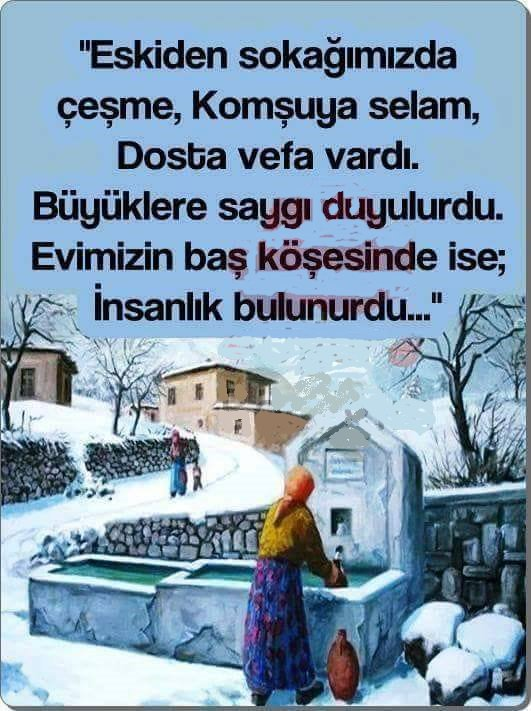 "Eskiden sokağımızda
çeşme, Komşuya selam,
Dosta vefa vardı.
Büyüklere saygı duyulurdu.
Evimizin baş köşesinde ise;
İnsanlık bulunurdu..."